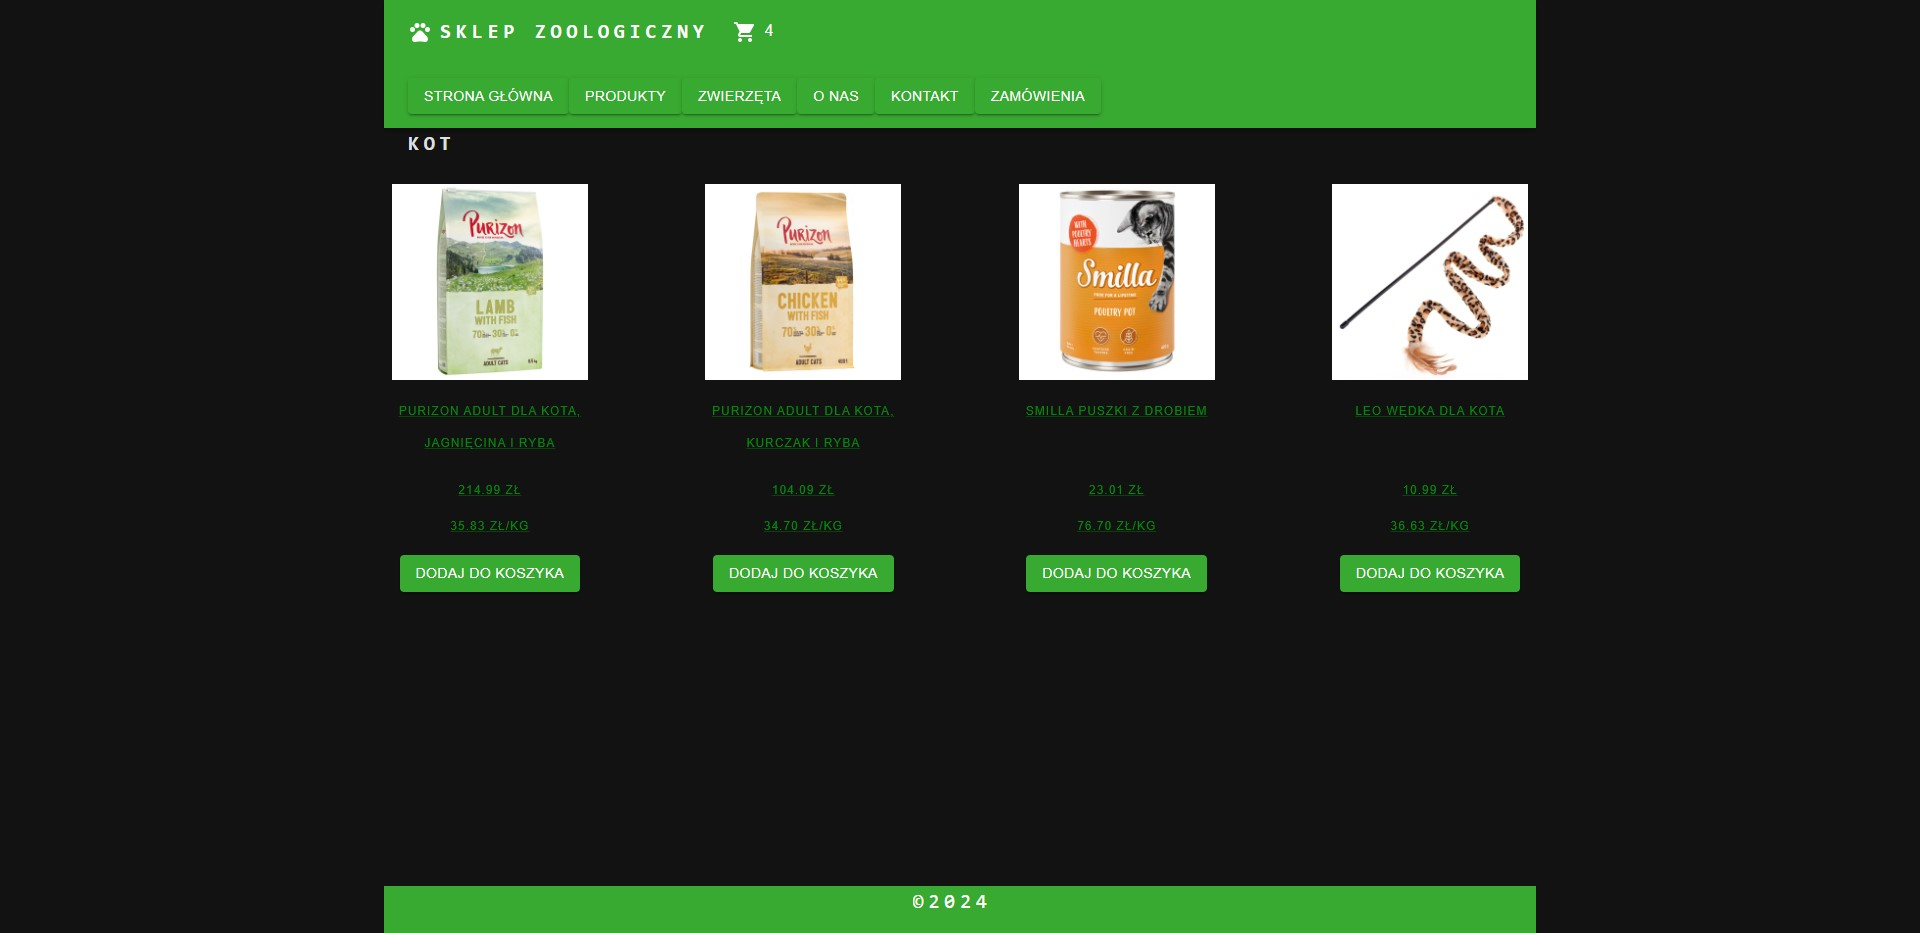 SKLEP ZOOLOGICZNY 4
STRONA GŁÓWNA PRODUKTY ZWIERZĘTA O NAS KONTAKT ZAMÓWIENIA
KOT
Purizon
LAMB
WITH FISH
70% 30% 0%
ADULT CATS
Purizon
CHICKEN
WITH FISH
70% 30% 0%
ADULT CATS
400 g
WITH
POULTRY
HEARTS
Smilla
POULTRY POT
PURIZON ADULT DLA KOTA,
JAGNIĘCINA I RYBA
214.99 ZŁ
35.83 ZŁ/KG
DODAJ DO KOSZYKA
PURIZON ADULT DLA KOTA,
KURCZAK I RYBA
104.09 ZŁ
34.70 ZŁ/KG
DODAJ DO KOSZYKA
SMILLA PUSZKI Z DROBIEM
23.01 ZŁ
76.70 ZŁ/KG
DODAJ DO KOSZYKA
LEO WĘDKA DLA KOTA
10.99 ZŁ
36.63 ZŁ/KG
DODAJ DO KOSZYKA
©2024